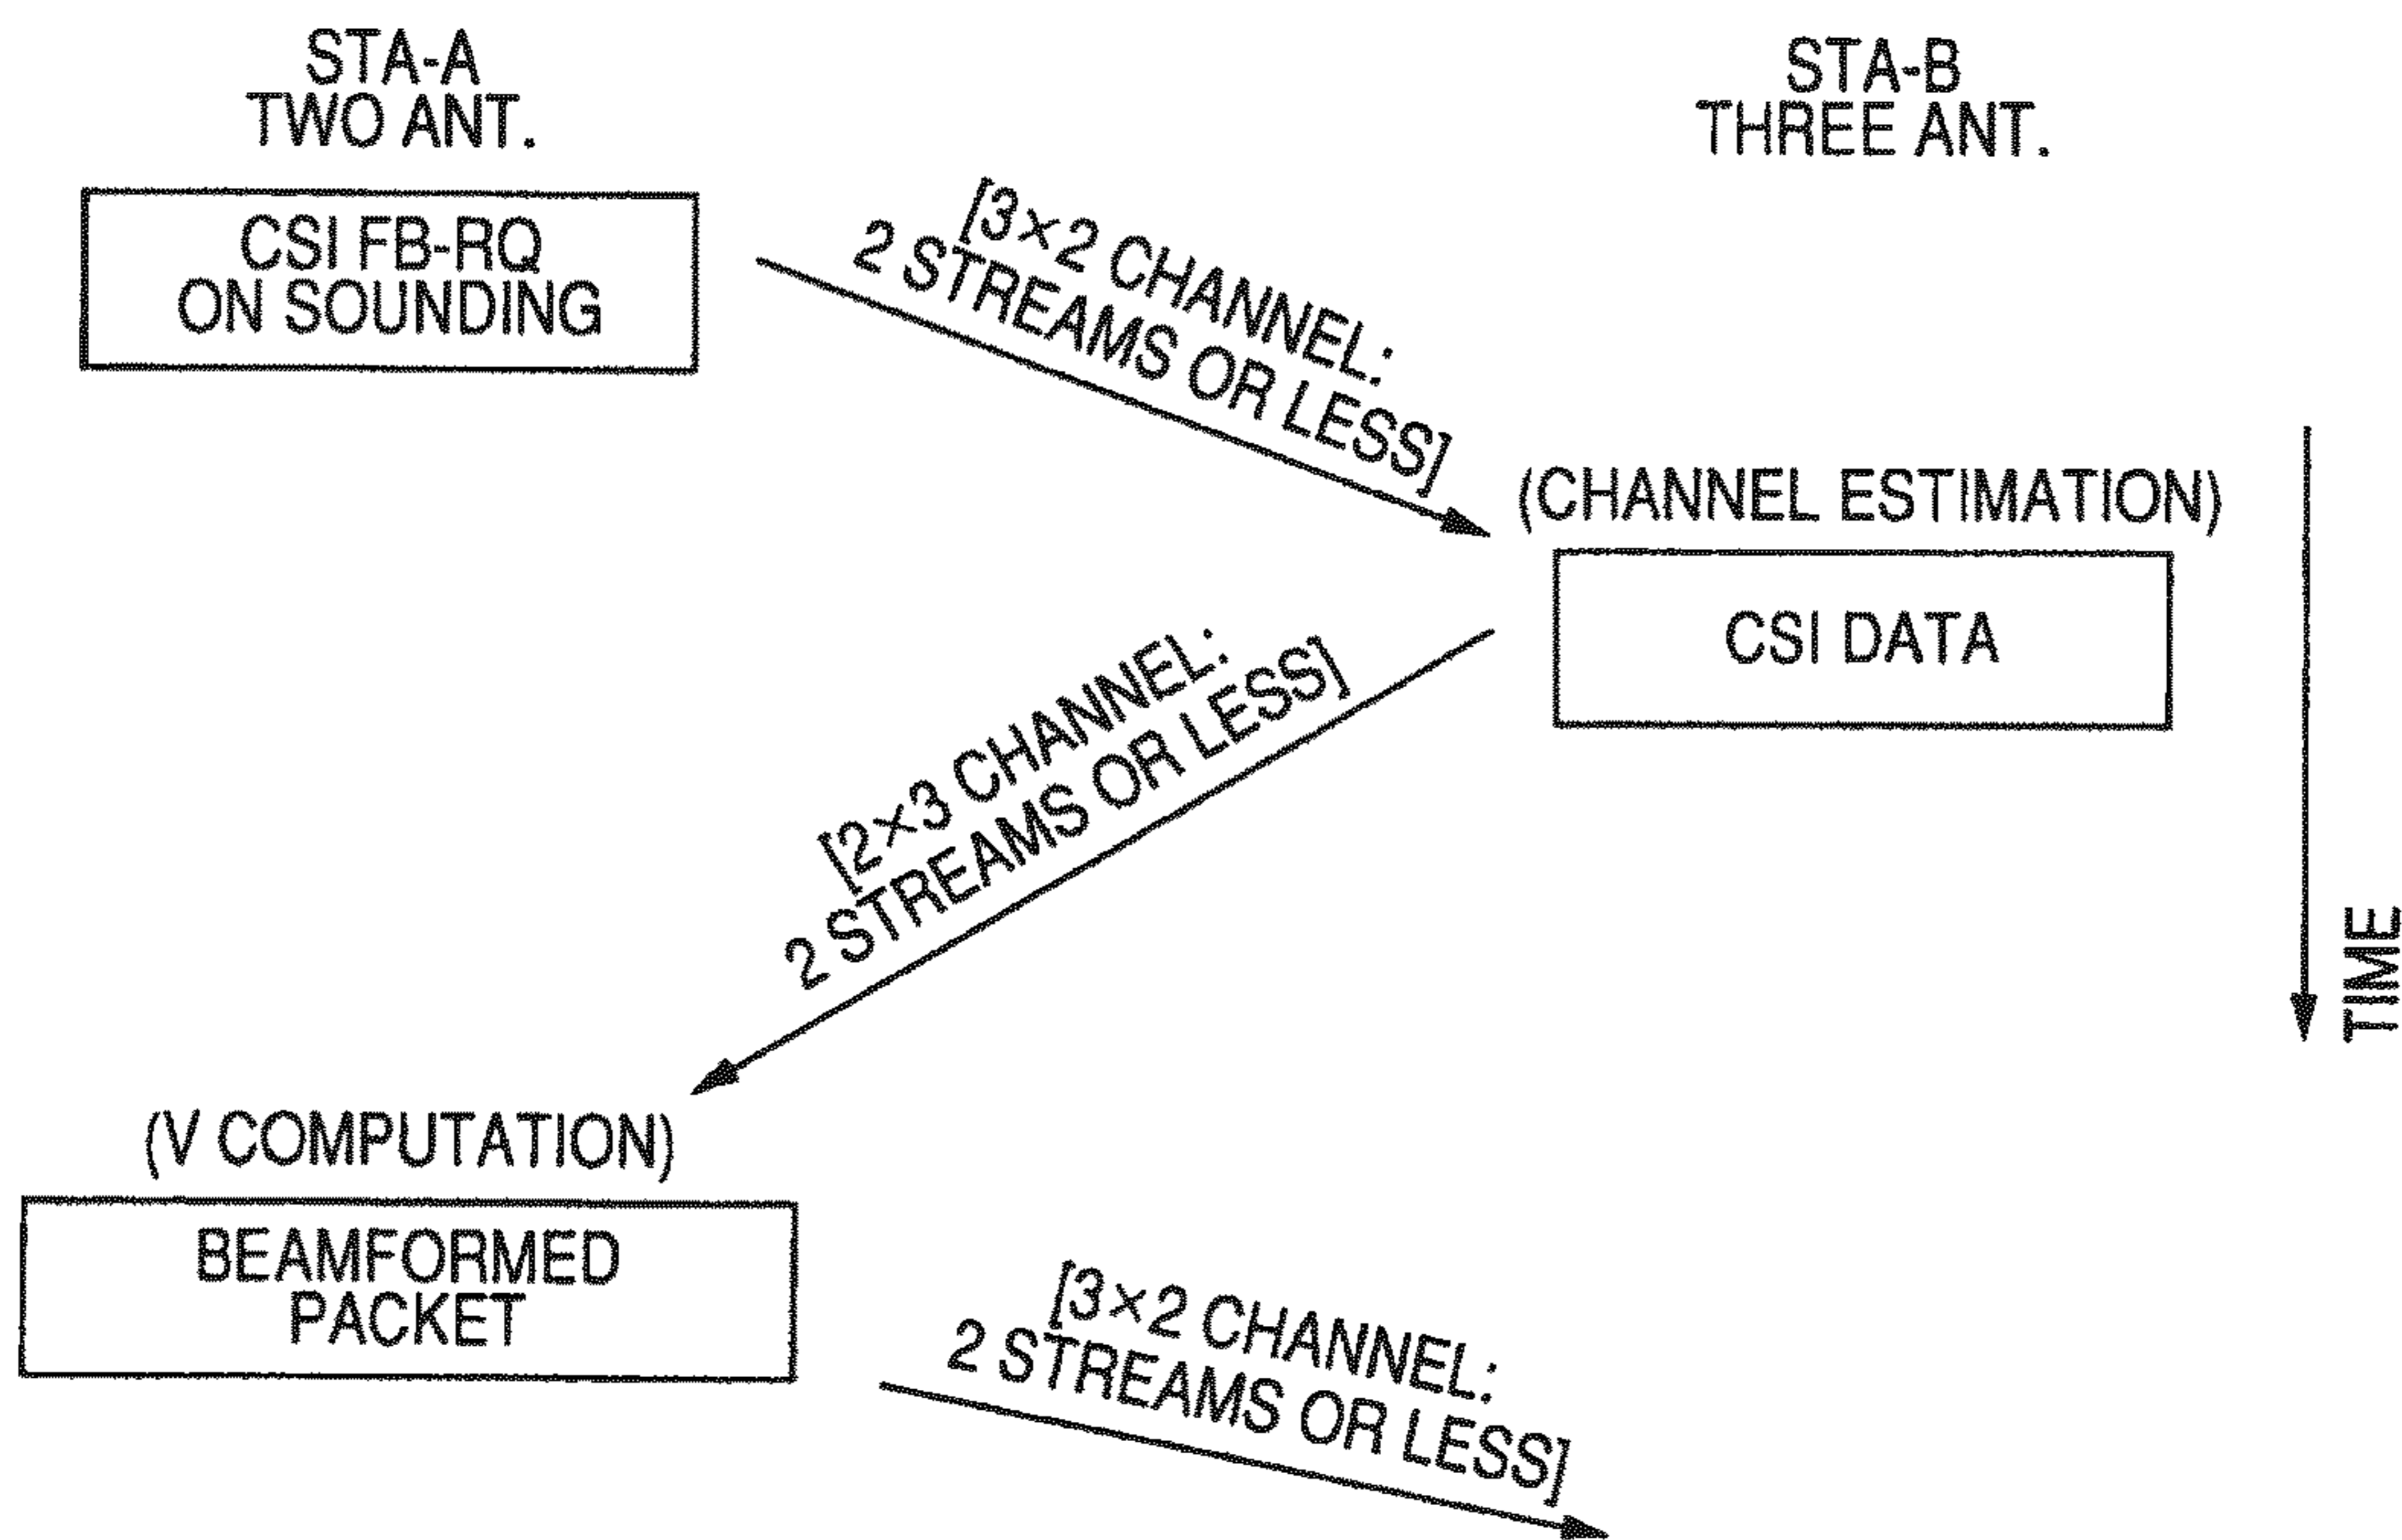 STA-A
TWO ANT.
STA-B
THREE ANT.
CSI FB-RQ
ON SOUNDING
[3×2 CHANNEL:
2 STREAMS OR LESS]
(CHANNEL ESTIMATION)
CSI DATA
[2×3 CHANNEL:
2 STREAMS OR LESS]
TIME
(V COMPUTATION)
BEAMFORMED
PACKET
[3×2 CHANNEL:
2 STREAMS OR LESS]